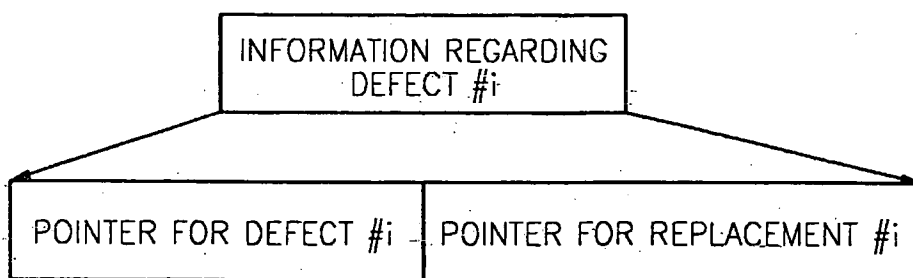 INFORMATION REGARDING
DEFECT #i
POINTER FOR DEFECT #i
POINTER FOR REPLACEMENT #i